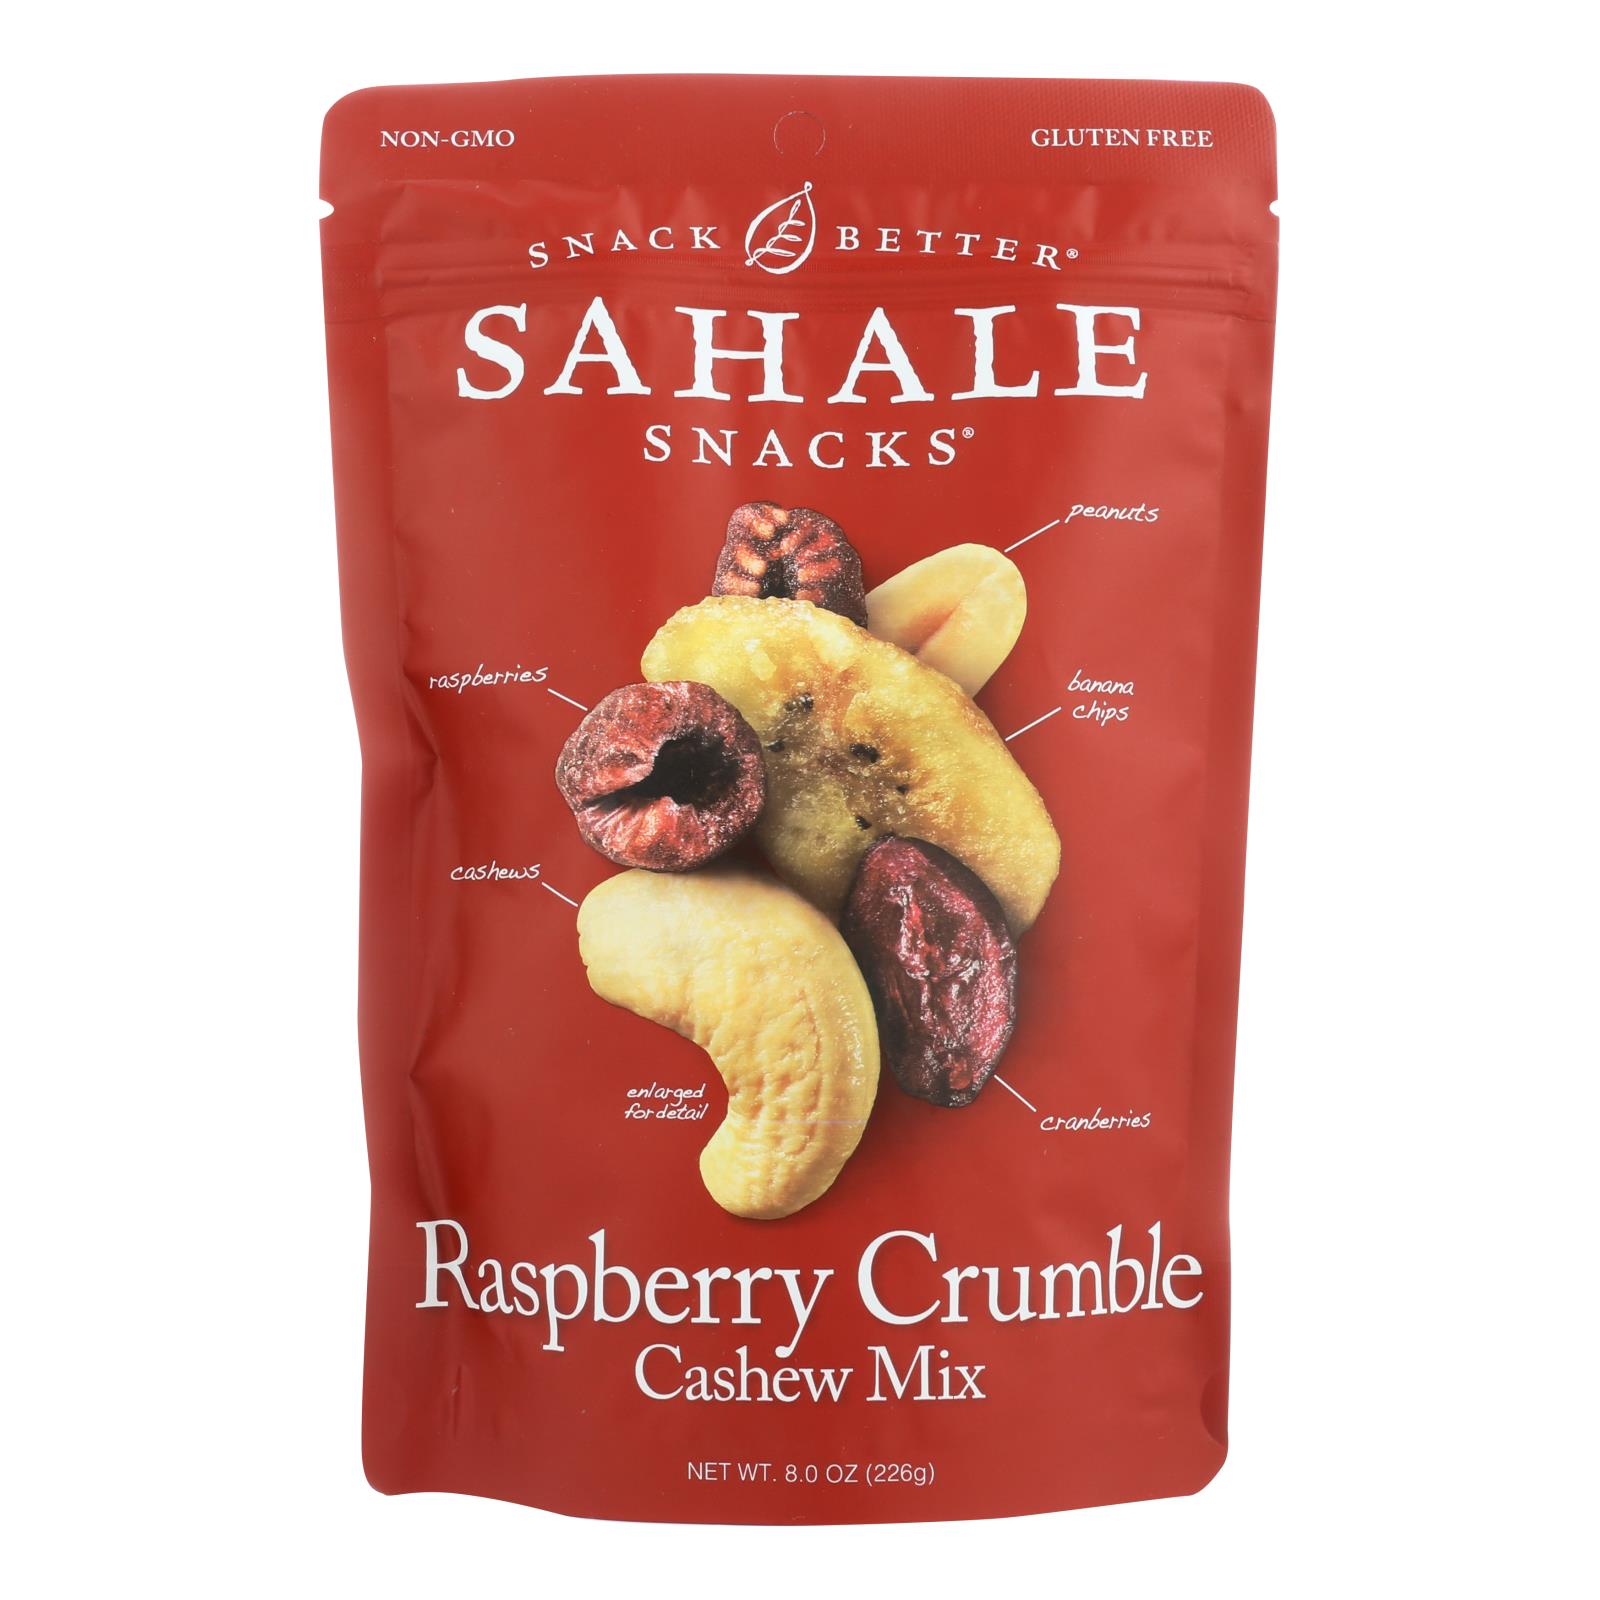 NON-GMO
GLUTEN FREE
SNACK BETTER®
SAHALE
SNACKS®
peanuts
raspberries
banana
chips
cashews
enlarged
for detail
cranberries
Raspberry Crumble
Cashew Mix
NET WT. 8.0 OZ (226g)